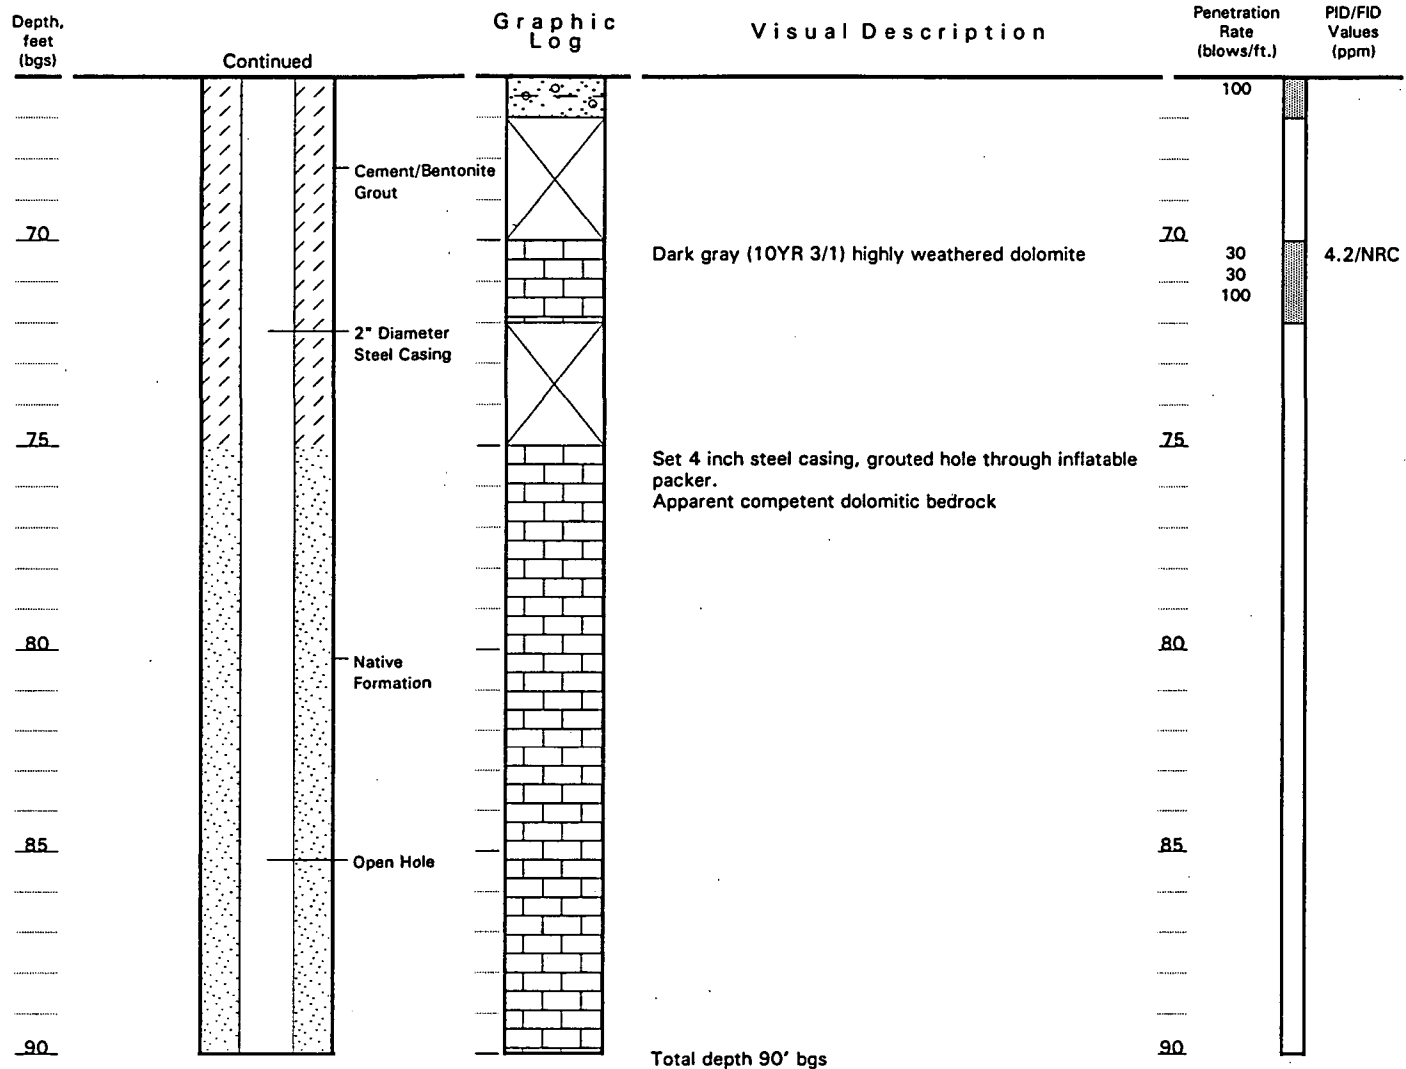 Depth,
feet
(bgs)
Continued
Graphic
Log
Visual Description
Penetration
Rate
(blows/ft.)
PID/FID
Values
(ppm)
100
Cement/Bentonite
Grout
70
70
Dark gray (10YR 3/1) highly weathered dolomite
30
4.2/NRC
30
100
2" Diameter
Steel Casing
75
75
Set 4 inch steel casing, grouted hole through inflatable
packer.
Apparent competent dolomitic bedrock
80
80
Native
Formation
85
85
Open Hole
90
90
Total depth 90' bgs